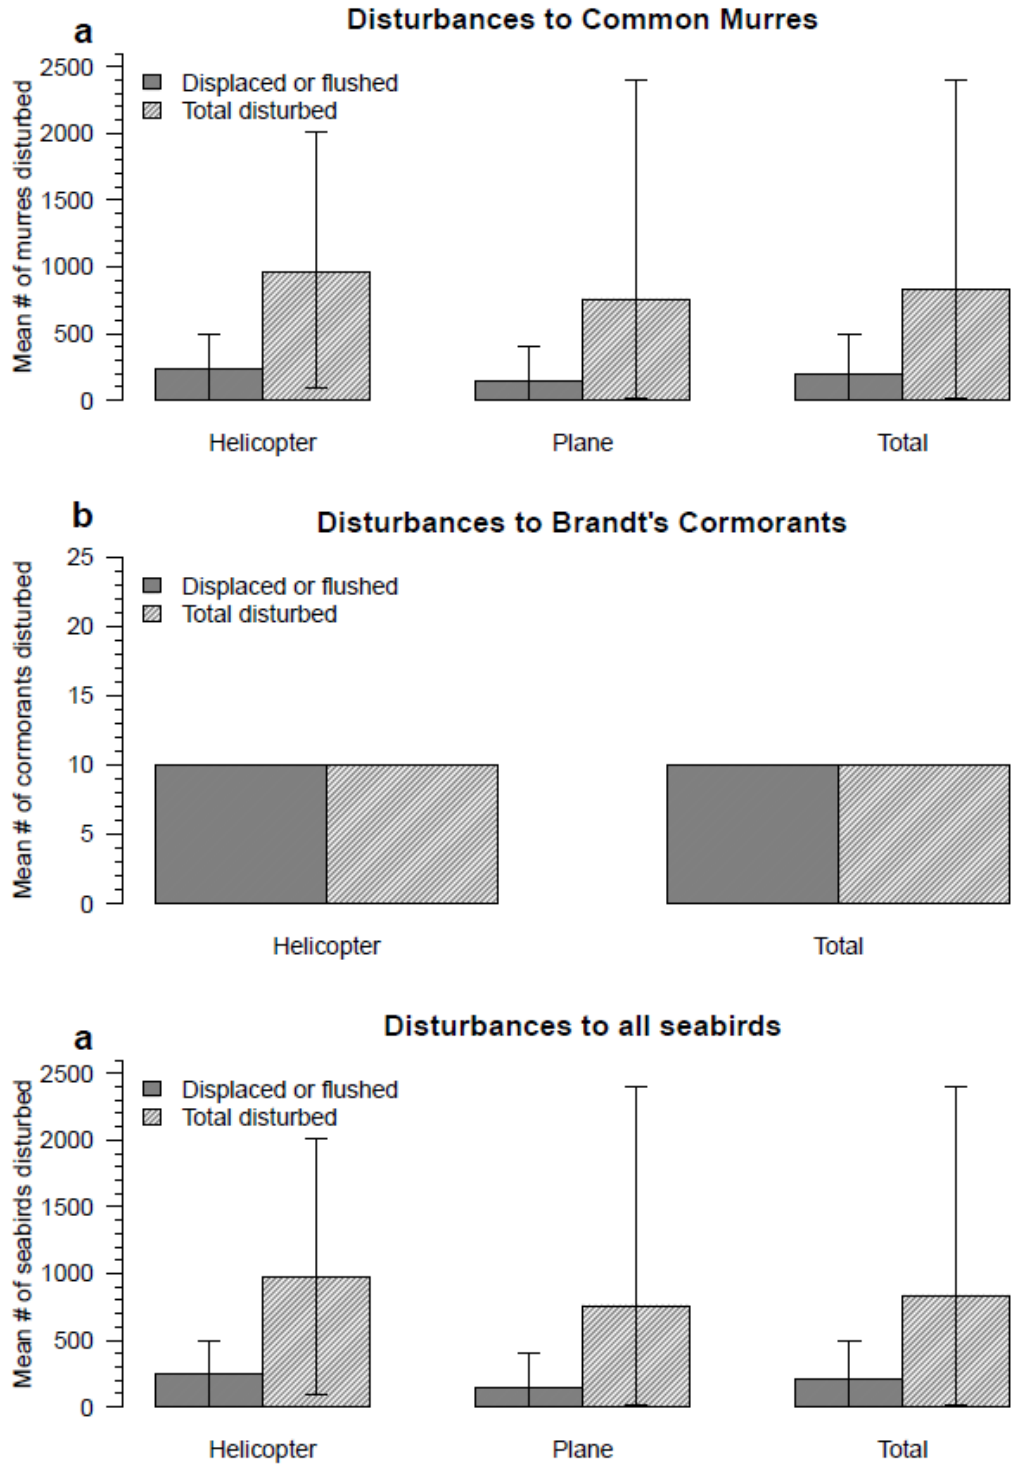 a
Disturbances to Common Murres
Mean # of murres disturbed
2500
2000
1500
1000
500
0
Displaced or flushed
Total disturbed
Helicopter
Plane
Total
b
Disturbances to Brandt's Cormorants
Mean # of cormorants disturbed
25
20
15
10
5
0
Displaced or flushed
Total disturbed
Helicopter
Total
a
Disturbances to all seabirds
Mean # of seabirds disturbed
2500
2000
1500
1000
500
0
Displaced or flushed
Total disturbed
Helicopter
Plane
Total